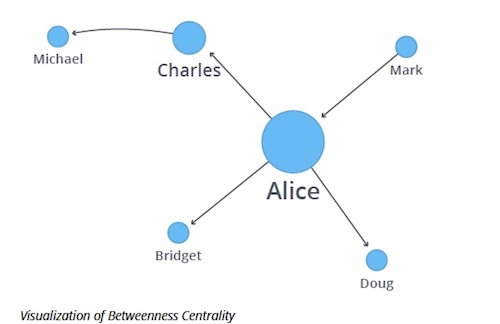 Michael
Charles
Mark
Alice
Bridget
Doug
Visualization of Betweenness Centrality